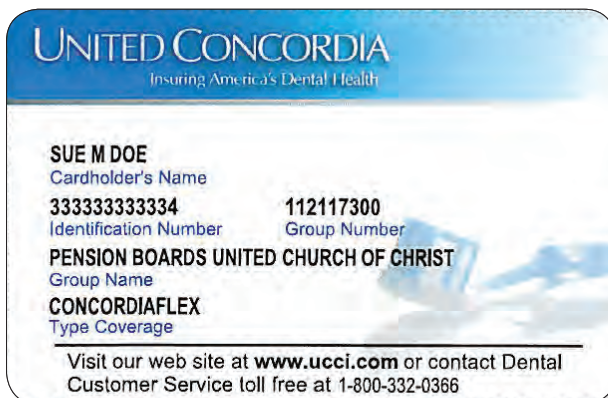 UNITED CONCORDIA
Insuring America's Dental Health
SUE M DOE
Cardholder's Name
333333333334 112117300
Identification Number Group Number
PENSION BOARDS UNITED CHURCH OF CHRIST
Group Name
CONCORDIAFLEX
Type Coverage
Visit our web site at www.ucci.com or contact Dental
Customer Service toll free at 1-800-332-0366